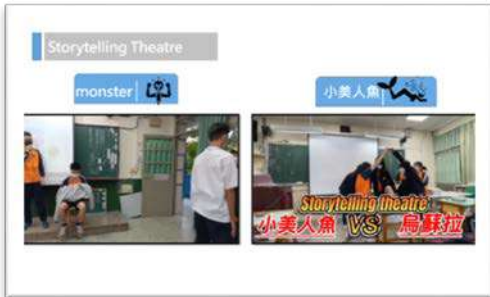 Storytelling Theatre
monster
小美人魚
Storytelling theatre
小美人魚 VS 烏蘇拉